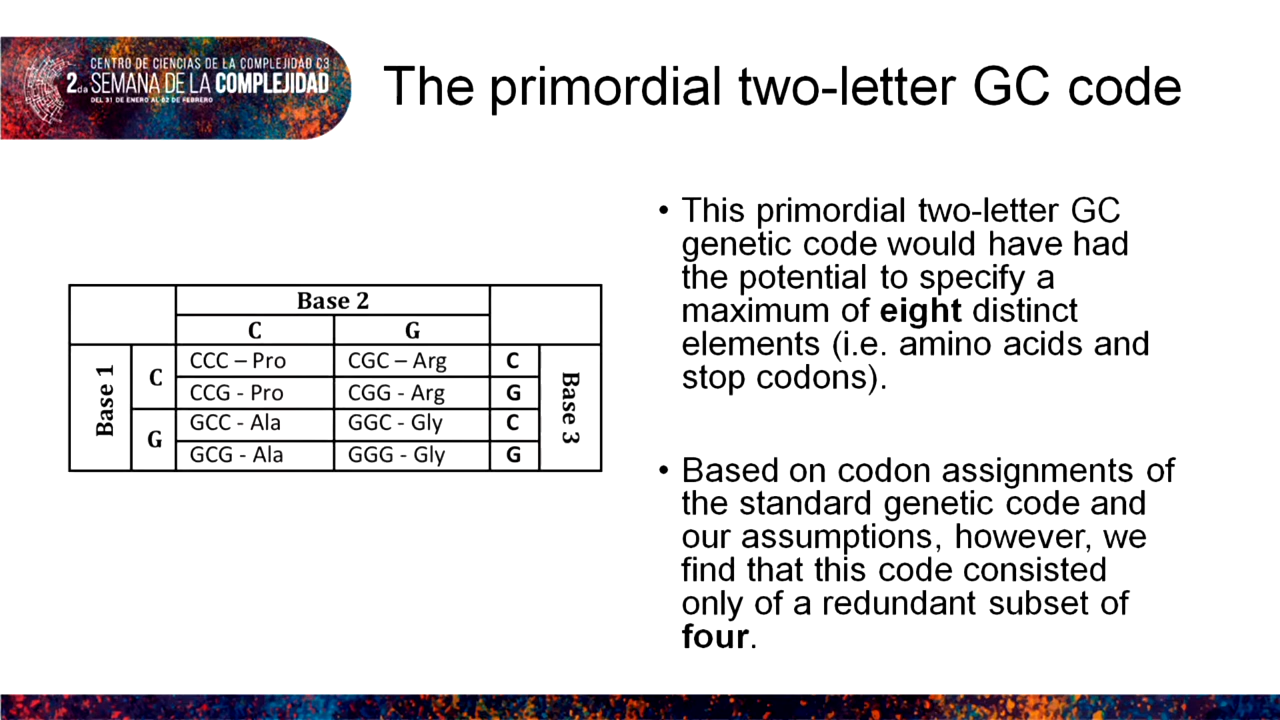 CENTRO DE CIENCIAS DE LA COMPLEJIDAD C3
2.da SEMANA DE LA COMPLEJIDAD
DEL 31 DE ENERO AL 02 DE FEBRERO
The primordial two-letter GC code
Base 2
C G
Base 1
C
CCC – Pro CGC – Arg C
CCG - Pro CGG - Arg G
G
GCC - Ala GGC - Gly C
GCG - Ala GGG - Gly G
Base 3
• This primordial two-letter GC
genetic code would have had
the potential to specify a
maximum of eight distinct
elements (i.e. amino acids and
stop codons).
• Based on codon assignments of
the standard genetic code and
our assumptions, however, we
find that this code consisted
only of a redundant subset of
four.